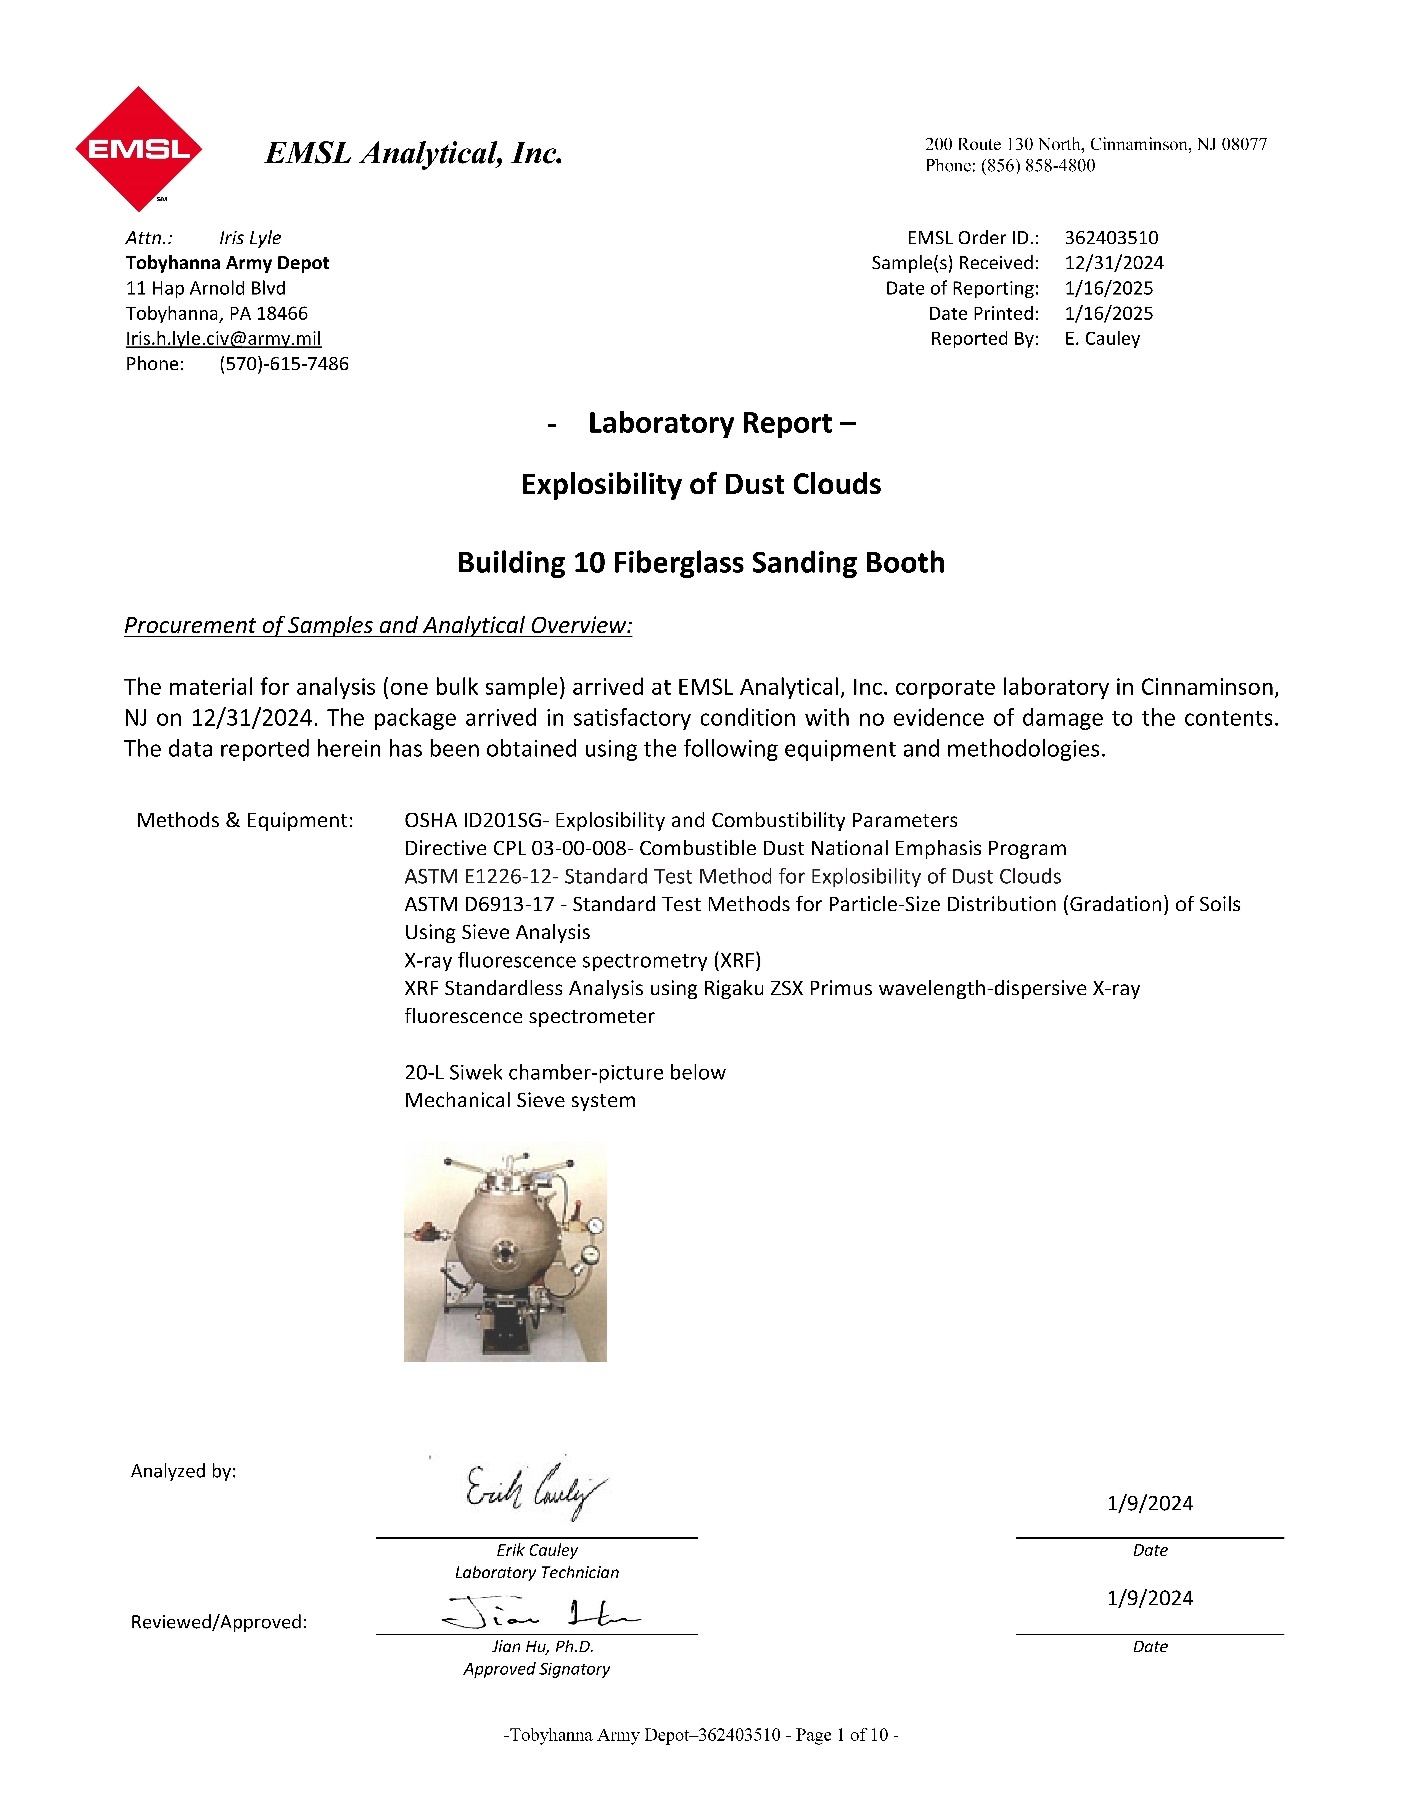 EMSL
SM
EMSL Analytical, Inc.
200 Route 130 North, Cinnaminson, NJ 08077
Phone: (856) 858-4800
Attn.: Iris Lyle
Tobyhanna Army Depot
11 Hap Arnold Blvd
Tobyhanna, PA 18466
Iris.h.lyle.civ@army.mil
Phone: (570)-615-7486
EMSL Order ID.: 362403510
Sample(s) Received: 12/31/2024
Date of Reporting: 1/16/2025
Date Printed: 1/16/2025
Reported By: E. Cauley
- Laboratory Report –
Explosibility of Dust Clouds
Building 10 Fiberglass Sanding Booth
Procurement of Samples and Analytical Overview:
The material for analysis (one bulk sample) arrived at EMSL Analytical, Inc. corporate laboratory in Cinnaminson,
NJ on 12/31/2024. The package arrived in satisfactory condition with no evidence of damage to the contents.
The data reported herein has been obtained using the following equipment and methodologies.
Methods & Equipment: OSHA ID201SG- Explosibility and Combustibility Parameters
Directive CPL 03-00-008- Combustible Dust National Emphasis Program
ASTM E1226-12- Standard Test Method for Explosibility of Dust Clouds
ASTM D6913-17 - Standard Test Methods for Particle-Size Distribution (Gradation) of Soils
Using Sieve Analysis
X-ray fluorescence spectrometry (XRF)
XRF Standardless Analysis using Rigaku ZSX Primus wavelength-dispersive X-ray
fluorescence spectrometer
20-L Siwek chamber-picture below
Mechanical Sieve system
Analyzed by:
Erik Cauley
1/9/2024
Erik Cauley
Date
Laboratory Technician
1/9/2024
Reviewed/Approved:
Jian Hu
Jian Hu, Ph.D.
Date
Approved Signatory
-Tobyhanna Army Depot–362403510 - Page 1 of 10 -